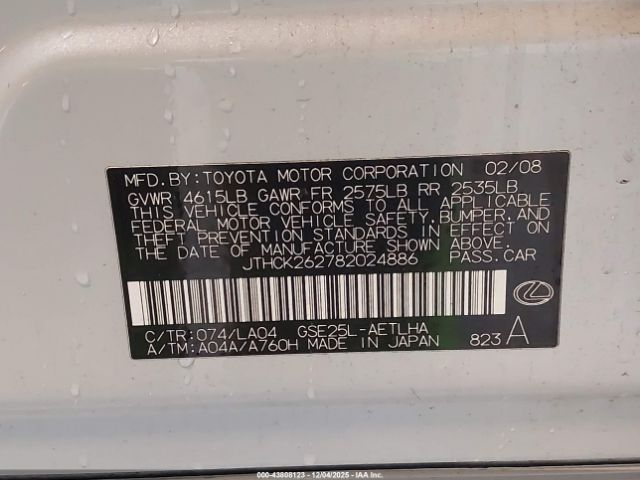 MFD.BY:TOYOTA MOTOR CORPORATION 02/08
GVWR 4615LB GAWR FR 2575LB RR 2535LB
THIS VEHICLE CONFORMS TO ALL APPLICABLE
FEDERAL MOTOR VEHICLE SAFETY,BUMPER,AND
THEFT PREVENTION STANDARDS IN EFFECT ON
THE DATE OF MANUFACTURE SHOWN ABOVE.
JTHCK262782024886 PASS.CAR
C/TR:074/LA04 GSE25L-AETLHA
A/TM:A04A/A760H MADE IN JAPAN 823 A
000-43808123 - 12/04/2025 - IAA Inc.